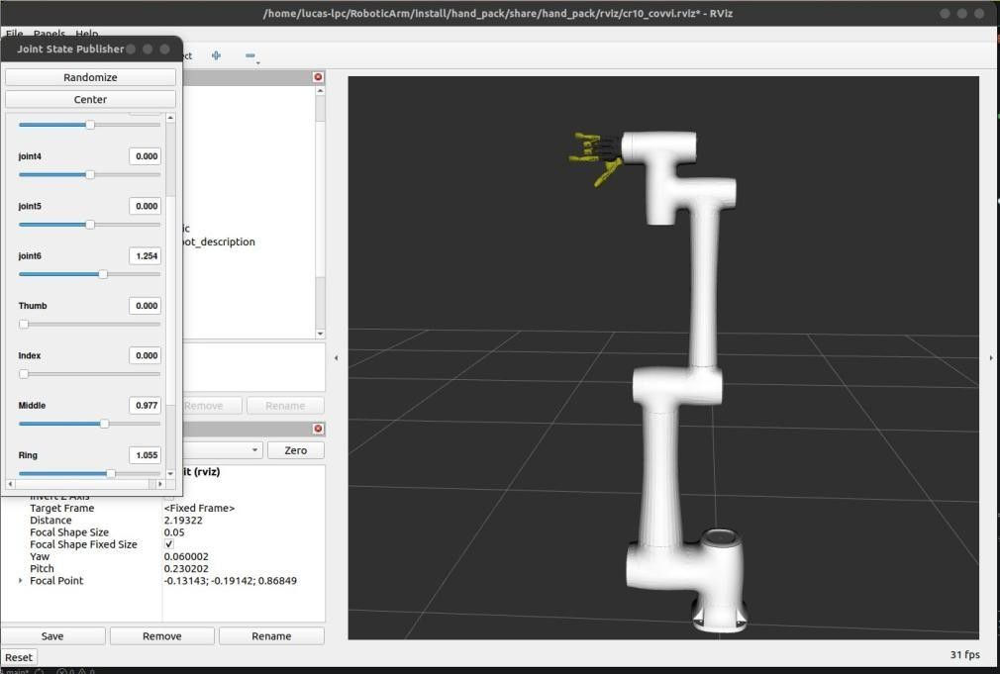 /home/lucas-lpc/RoboticArm/install/hand_pack/share/hand_pack/rviz/cr10_covvi.rviz* - RViz
File Panels Help
Joint State Publisher
ect
Randomize
Center
joint4 0.000
joint5 0.000
joint6 1.254
Thumb 0.000
Index 0.000
Middle 0.977
Ring 1.055
ic
bot_description
Remove Rename
Zero
it (rviz)
Invert Z Axis
Target Frame <Fixed Frame>
Distance 2.19322
Focal Shape Size 0.05
Focal Shape Fixed Size ✓
Yaw 0.060002
Pitch 0.230202
Focal Point -0.13143; -0.19142; 0.86849
Save Remove Rename
Reset
31 fps